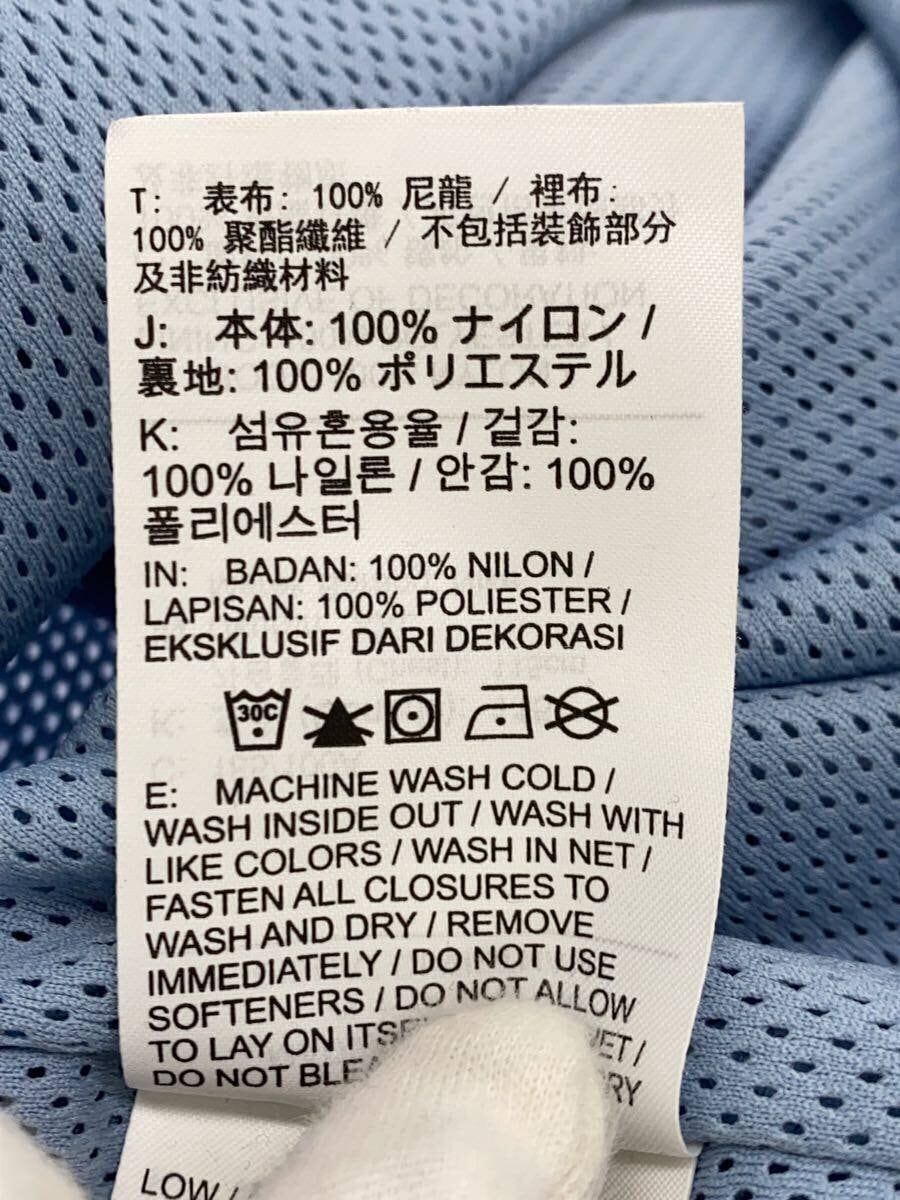 T: 表布: 100% 尼龍 / 裡布:
100% 聚酯纖維 / 不包括裝飾部分
及非紡織材料
J: 本体: 100% ナイロン /
裏地: 100% ポリエステル
K: 섬유혼용율 / 겉감:
100% 나일론 / 안감: 100%
폴리에스터
IN: BADAN: 100% NILON /
LAPISAN: 100% POLIESTER /
EKSKLUSIF DARI DEKORASI
30C
E: MACHINE WASH COLD /
WASH INSIDE OUT / WASH WITH
LIKE COLORS / WASH IN NET /
FASTEN ALL CLOSURES TO
WASH AND DRY / REMOVE
IMMEDIATELY / DO NOT USE
SOFTENERS / DO NOT ALLOW
TO LAY ON /
DO NOT
LOW /